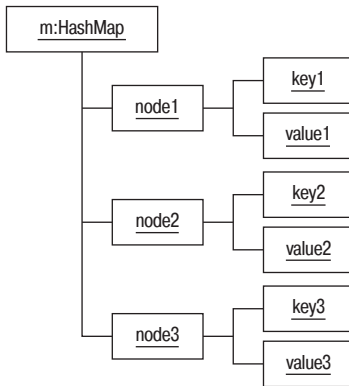 m:HashMap
key1
node1
value1
key2
node2
value2
key3
node3
value3